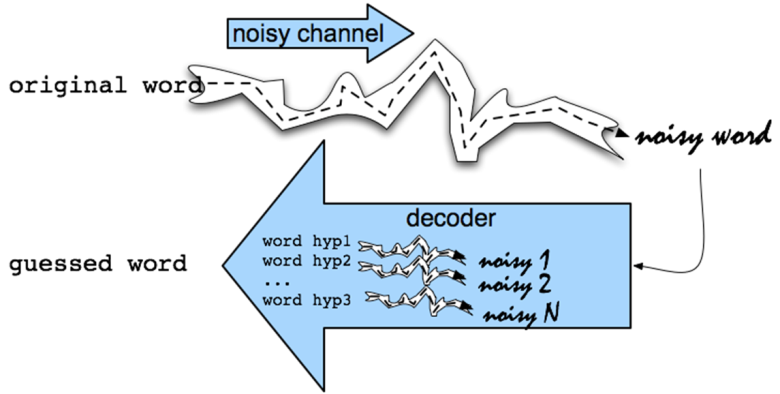 noisy channel
original word
noisy word
decoder
word hyp1
noisy 1
word hyp2
noisy 2
...
word hyp3
noisy N
guessed word